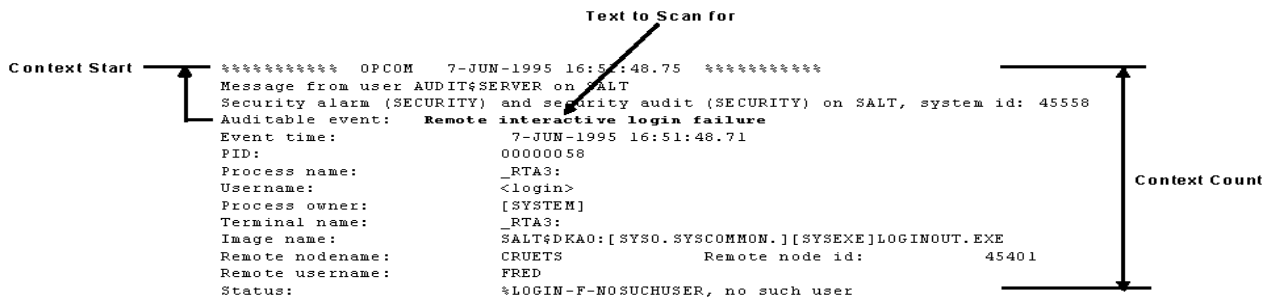 Text to Scan for
Context Start
%%%%%%%%%%% OPCOM 7-JUN-1995 16:51:48.75 %%%%%%%%%%%
Message from user AUDIT$SERVER on SALT
Security alarm (SECURITY) and security audit (SECURITY) on SALT, system id: 45558
Auditable event: Remote interactive login failure
Event time: 7-JUN-1995 16:51:48.71
PID: 00000058
Process name: _RTA3:
Username: <login>
Context Count
Process owner: [SYSTEM]
Terminal name: _RTA3:
Image name: SALT$DKA0:[SYS0.SYSCOMMON.][SYSEXE]LOGINOUT.EXE
Remote nodename: CRUETS Remote node id: 45401
Remote username: FRED
Status: %LOGIN-F-NOSUCHUSER, no such user